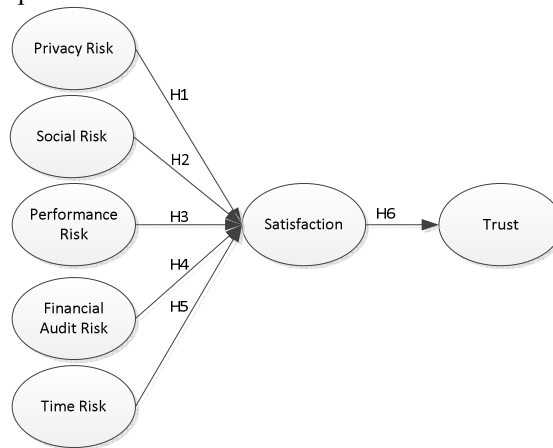 Privacy Risk
H1
Social Risk
H2
Performance
Risk
H3
Satisfaction
H6
Trust
H4
Financial
Audit Risk
H5
Time Risk